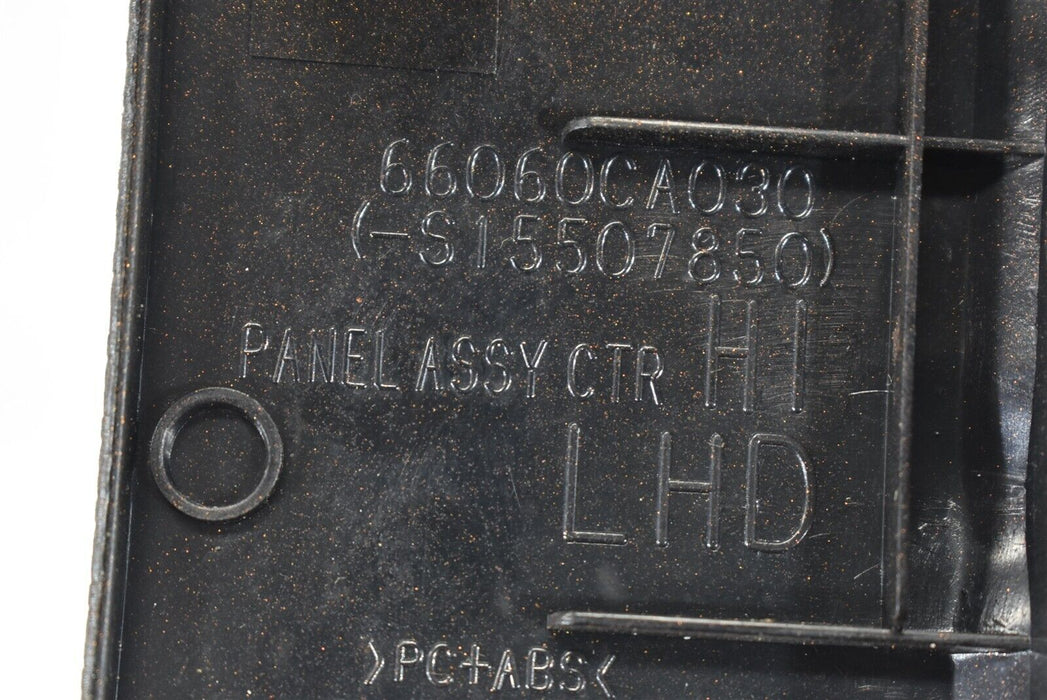 66060CA030
(-S15507850)
PANEL ASSY CTR HI
LHD
>PC+ABS<